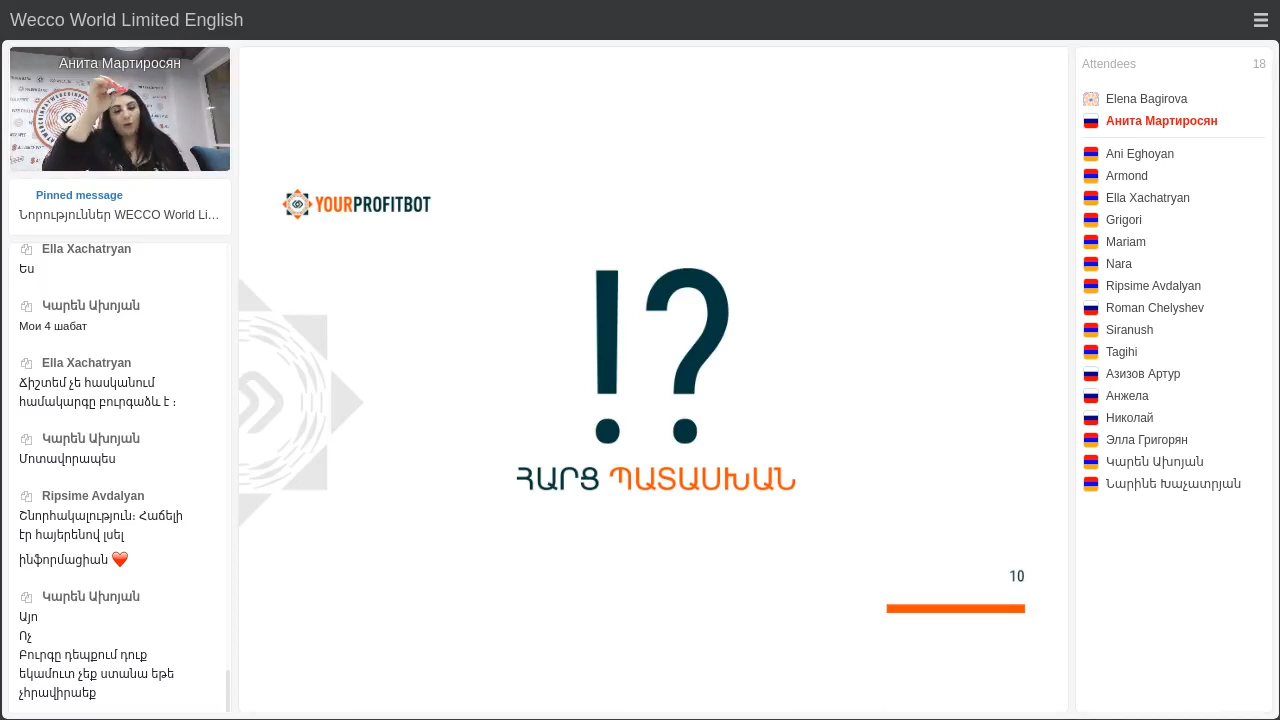 Wecco World Limited English
Анита Мартиросян
Pinned message
Նորություններ WECCO World Li…
Ella Xachatryan
Ես
Կարեն Ախոյան
Мои 4 шабат
Ella Xachatryan
Ճիշտեմ չե հասկանում
համակարգը բուրգաձև է ։
Կարեն Ախոյան
Մոտավորապես
Ripsime Avdalyan
Շնորհակալություն։ Հաճելի
էր հայերենով լսել
ինֆորմացիան ❤️
Կարեն Ախոյան
Այո
Ոչ
Բուրգը դեպքում դուք
եկամուտ չեք ստանա եթե
չհրավիրաեք
YOURPROFITBOT
!?
ՀԱՐՑ ՊԱՏԱՍԽԱՆ
10
Attendees 18
Elena Bagirova
Анита Мартиросян
Ani Eghoyan
Armond
Ella Xachatryan
Grigori
Mariam
Nara
Ripsime Avdalyan
Roman Chelyshev
Siranush
Tagihi
Азизов Артур
Анжела
Николай
Элла Григорян
Կարեն Ախոյան
Նարինե Խաչատրյան